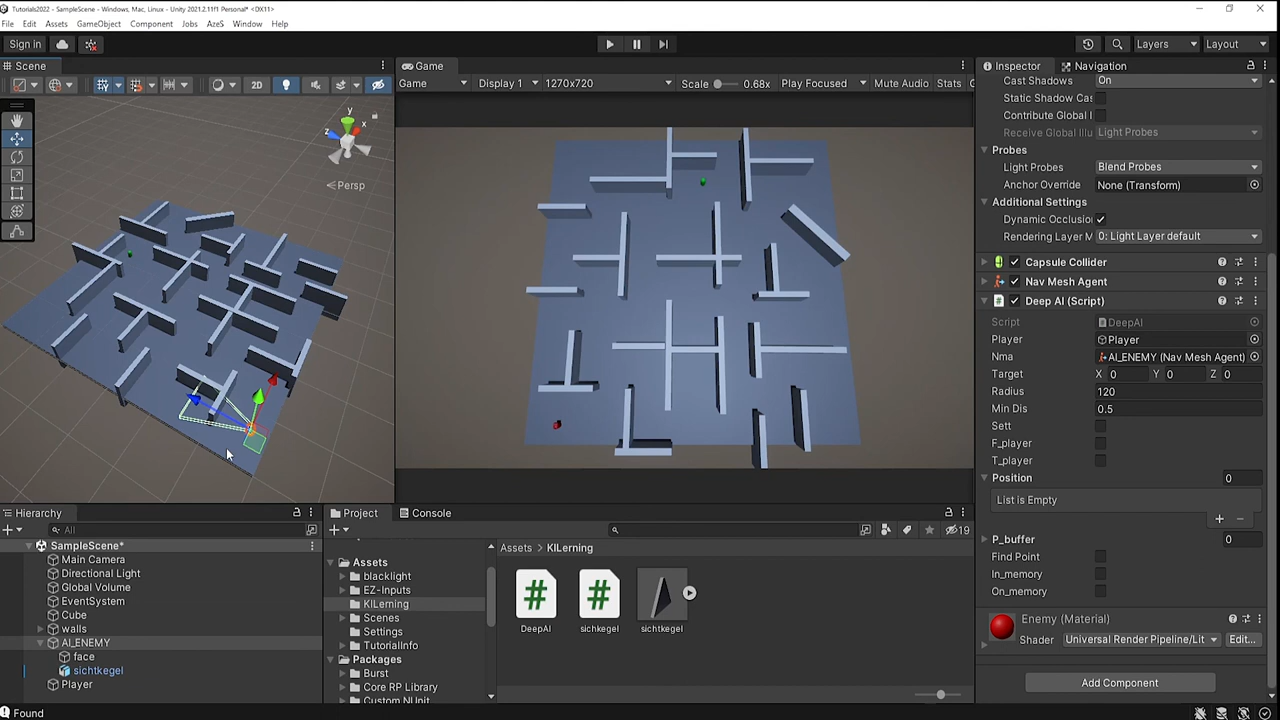 Tutorials2022 - SampleScene - Windows, Mac, Linux - Unity 2021.2.11f1 Personal* <DX11>
File Edit Assets GameObject Component Jobs AzeS Window Help
Sign in Layers Layout
Scene
Game
Inspector Navigation
2D
Game Display 1 1270x720 Scale 0.68x Play Focused Mute Audio Stats
y
x
z
Persp
Cast Shadows On
Static Shadow Cas
Contribute Global I
Receive Global Illu Light Probes
Probes
Light Probes Blend Probes
Anchor Override None (Transform)
Additional Settings
Dynamic Occlusio
Rendering Layer M 0: Light Layer default
Capsule Collider
Nav Mesh Agent
# Deep AI (Script)
Script DeepAI
Player Player
Nma AI_ENEMY (Nav Mesh Agent)
Target X 0 Y 0 Z 0
Radius 120
Min Dis 0.5
Sett
F_player
T_player
Position 0
List is Empty
P_buffer 0
Find Point
In_memory
On_memory
Enemy (Material)
Shader Universal Render Pipeline/Lit Edit...
Add Component
Hierarchy
All
SampleScene*
Main Camera
Directional Light
Global Volume
EventSystem
Cube
walls
AI_ENEMY
face
sichtkegel
Player
Project Console
19
Assets
blacklight
EZ-Inputs
KILerning
Scenes
Settings
TutorialInfo
Packages
Burst
Core RP Library
Custom NUnit
Assets > KILerning
# # 
DeepAI sichkegel sichtkegel
Found